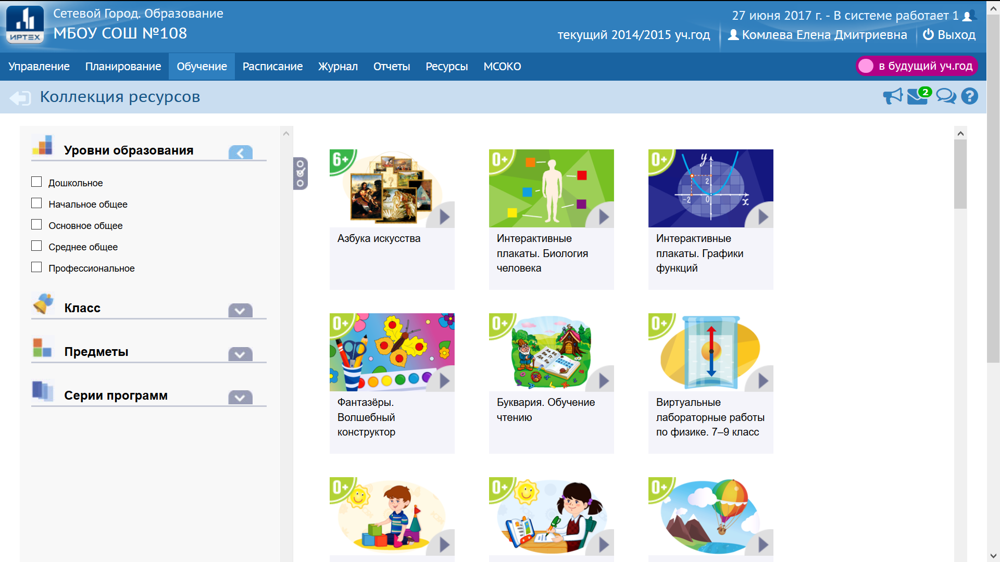 Сетевой Город. Образование
МБОУ СОШ №108
ИРТЕХ
27 июня 2017 г. - В системе работает 1
текущий 2014/2015 уч.год
Комлева Елена Дмитриевна
Выход
Управление
Планирование
Обучение
Расписание
Журнал
Отчеты
Ресурсы
МСОКО
в будущий уч.год
Коллекция ресурсов
2
?
Уровни образования
Дошкольное
Начальное общее
Основное общее
Среднее общее
Профессиональное
Класс
Предметы
Серии программ
6+
Азбука искусства
0+
Интерактивные
плакаты. Биология
человека
0+
y
2
-2
0
x
Интерактивные
плакаты. Графики
функций
0+
Фантазёры.
Волшебный
конструктор
0+
Буквария. Обучение
чтению
0+
Виртуальные
лабораторные работы
по физике. 7–9 класс
0+
0+
0+